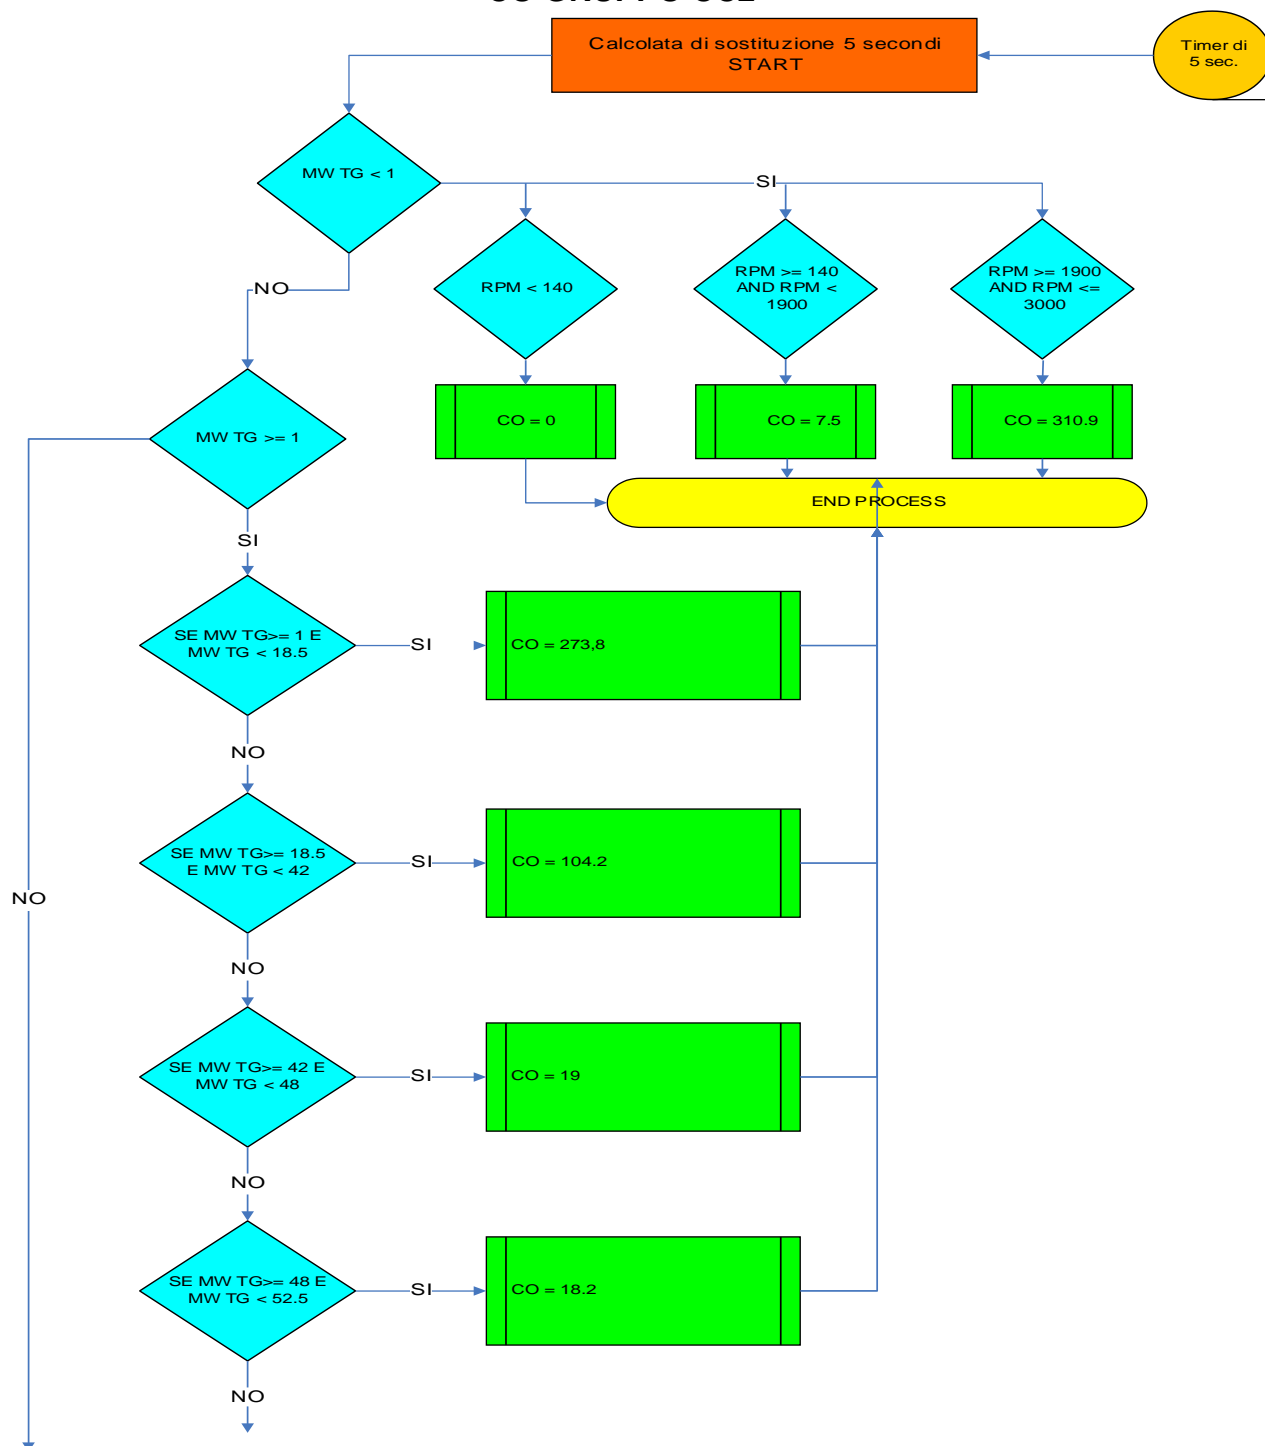 Calcolata di sostituzione 5 secondi
START
Timer di
5 sec.
MW TG < 1
SI
NO
RPM < 140
RPM >= 140
AND RPM <
1900
RPM >= 1900
AND RPM <=
3000
CO = 0
CO = 7.5
CO = 310.9
MW TG >= 1
END PROCESS
SI
SE MW TG>= 1 E
MW TG < 18.5
SI
CO = 273,8
NO
SE MW TG>= 18.5
E MW TG < 42
SI
CO = 104.2
NO
NO
SE MW TG>= 42 E
MW TG < 48
SI
CO = 19
NO
SE MW TG>= 48 E
MW TG < 52.5
SI
CO = 18.2
NO